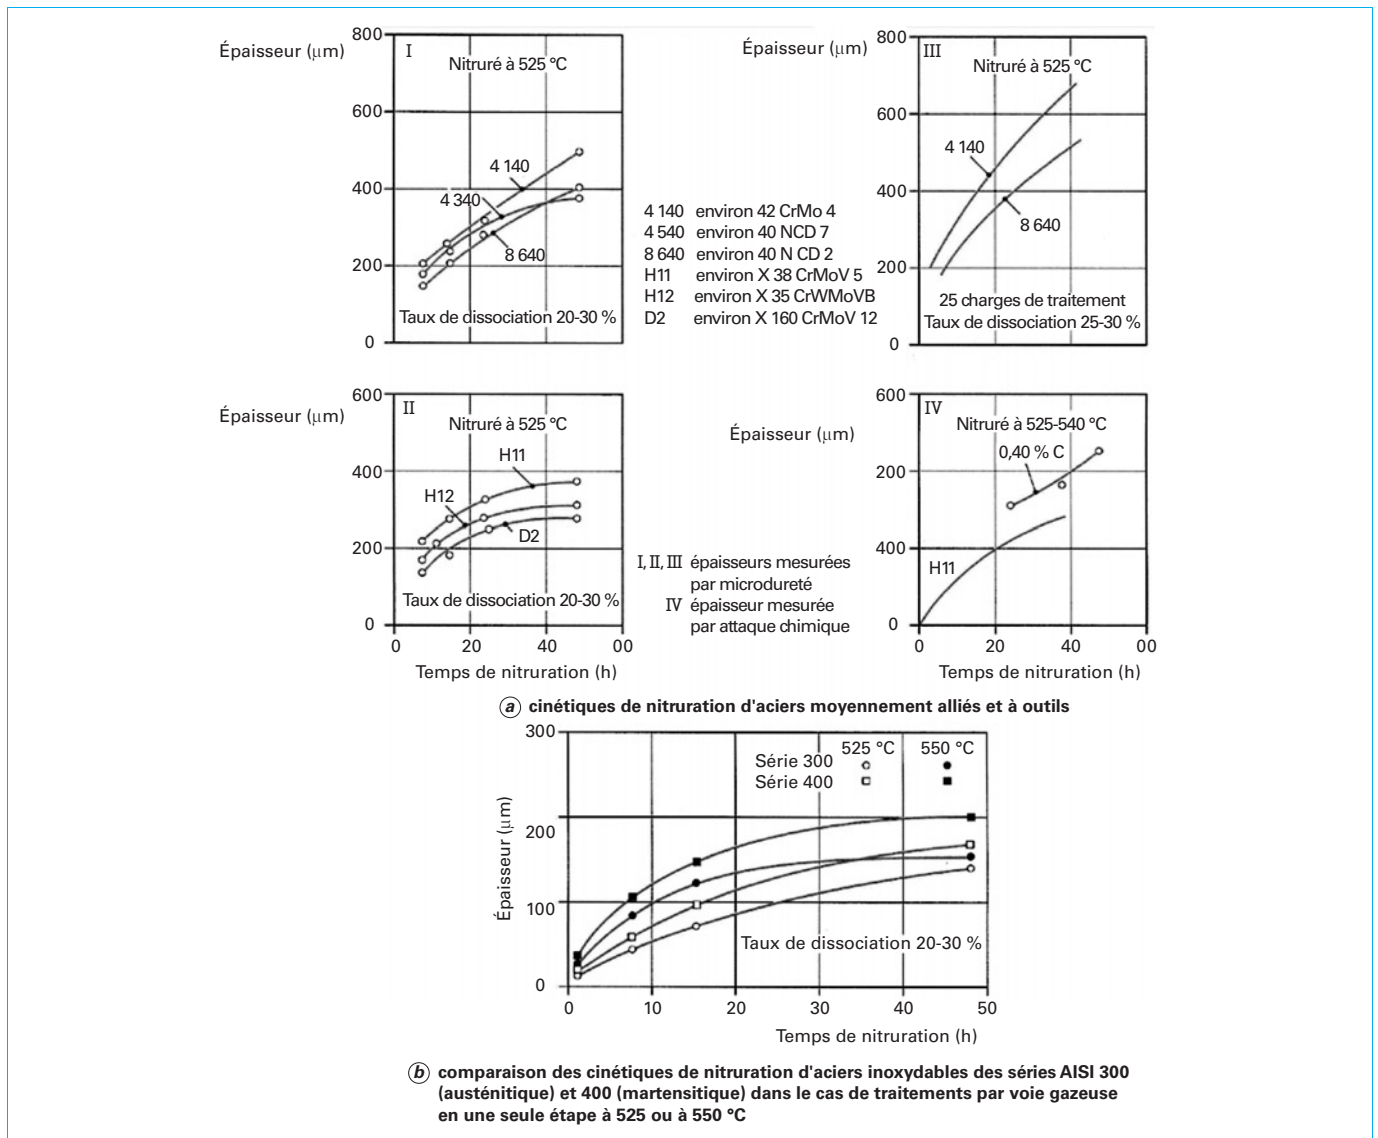 Épaisseur (µm)
800
600
400
200
0
I
Nitruré à 525 °C
4 140
4 340
8 640
Taux de dissociation 20-30 %
4 140 environ 42 CrMo 4
4 540 environ 40 NCD 7
8 640 environ 40 N CD 2
H11 environ X 38 CrMoV 5
H12 environ X 35 CrWMoVB
D2 environ X 160 CrMoV 12
Épaisseur (µm)
800
600
400
200
0
III
Nitruré à 525 °C
4 140
8 640
25 charges de traitement
Taux de dissociation 25-30 %
Épaisseur (µm)
600
400
200
0
II
Nitruré à 525 °C
H11
H12
D2
Taux de dissociation 20-30 %
0 20 40 00
Temps de nitruration (h)
I, II, III épaisseurs mesurées
par microdureté
IV épaisseur mesurée
par attaque chimique
Épaisseur (µm)
600
200
400
0
IV
Nitruré à 525-540 °C
0,40 % C
H11
0 20 40 00
Temps de nitruration (h)
a cinétiques de nitruration d'aciers moyennement alliés et à outils
Épaisseur (µm)
300
200
100
0
525 °C 550 °C
Série 300
Série 400
Taux de dissociation 20-30 %
0 10 20 30 40 50
Temps de nitruration (h)
b comparaison des cinétiques de nitruration d'aciers inoxydables des séries AISI 300
(austénitique) et 400 (martensitique) dans le cas de traitements par voie gazeuse
en une seule étape à 525 ou à 550 °C